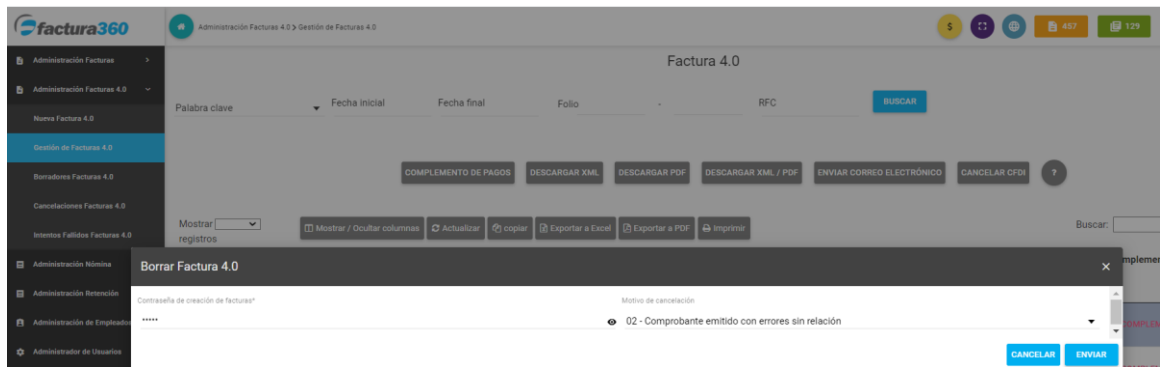 factura360
Administración Facturas 4.0 > Gestión de Facturas 4.0
$
457
129
Administración Facturas
Administración Facturas 4.0
Nueva Factura 4.0
Gestión de Facturas 4.0
Borradores Facturas 4.0
Cancelaciones Facturas 4.0
Intentos Fallidos Facturas 4.0
Administración Nómina
Administración Retención
Administración de Empleados
Administrador de Usuarios
Factura 4.0
Palabra clave
Fecha inicial
Fecha final
Folio
-
RFC
BUSCAR
COMPLEMENTO DE PAGOS
DESCARGAR XML
DESCARGAR PDF
DESCARGAR XML / PDF
ENVIAR CORREO ELECTRÓNICO
CANCELAR CFDI
?
Mostrar
registros
Mostrar / Ocultar columnas
Actualizar
copiar
Exportar a Excel
Exportar a PDF
Imprimir
Buscar:
Borrar Factura 4.0
×
Contraseña de creación de facturas*
•••••
Motivo de cancelación
02 - Comprobante emitido con errores sin relación
CANCELAR
ENVIAR